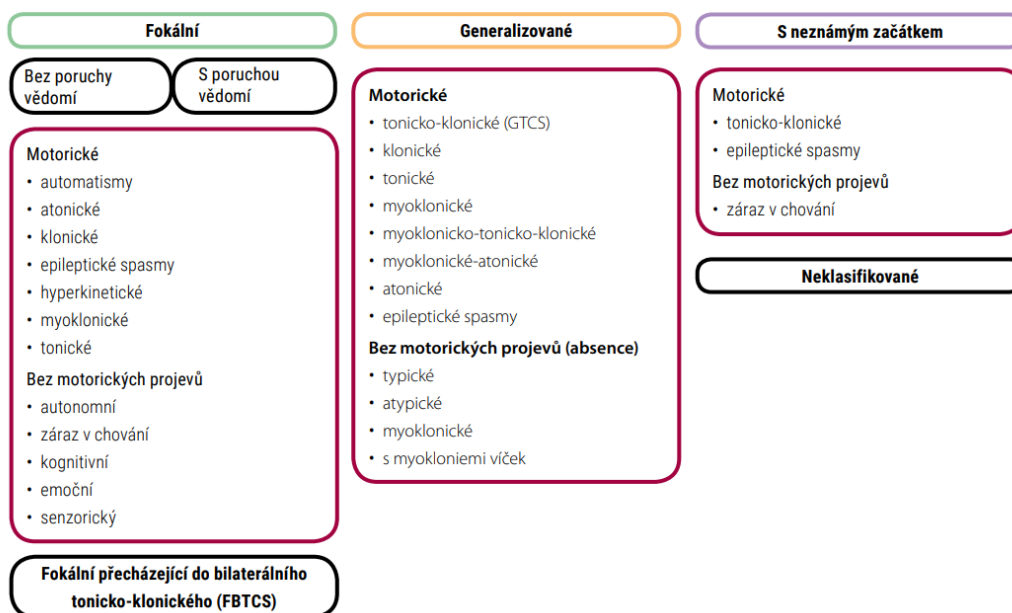 Fokální
Bez poruchy
vědomí
S poruchou
vědomí
Motorické
• automatismy
• atonické
• klonické
• epileptické spasmy
• hyperkinetické
• myoklonické
• tonické
Bez motorických projevů
• autonomní
• záraz v chování
• kognitivní
• emoční
• senzorický
Fokální přecházející do bilaterálního
tonicko-klonického (FBTCS)
Generalizované
Motorické
• tonicko-klonické (GTCS)
• klonické
• tonické
• myoklonické
• myoklonicko-tonicko-klonické
• myoklonické-atonické
• atonické
• epileptické spasmy
Bez motorických projevů (absence)
• typické
• atypické
• myoklonické
• s myokloniemi víček
S neznámým začátkem
Motorické
• tonicko-klonické
• epileptické spasmy
Bez motorických projevů
• záraz v chování
Neklasifikované